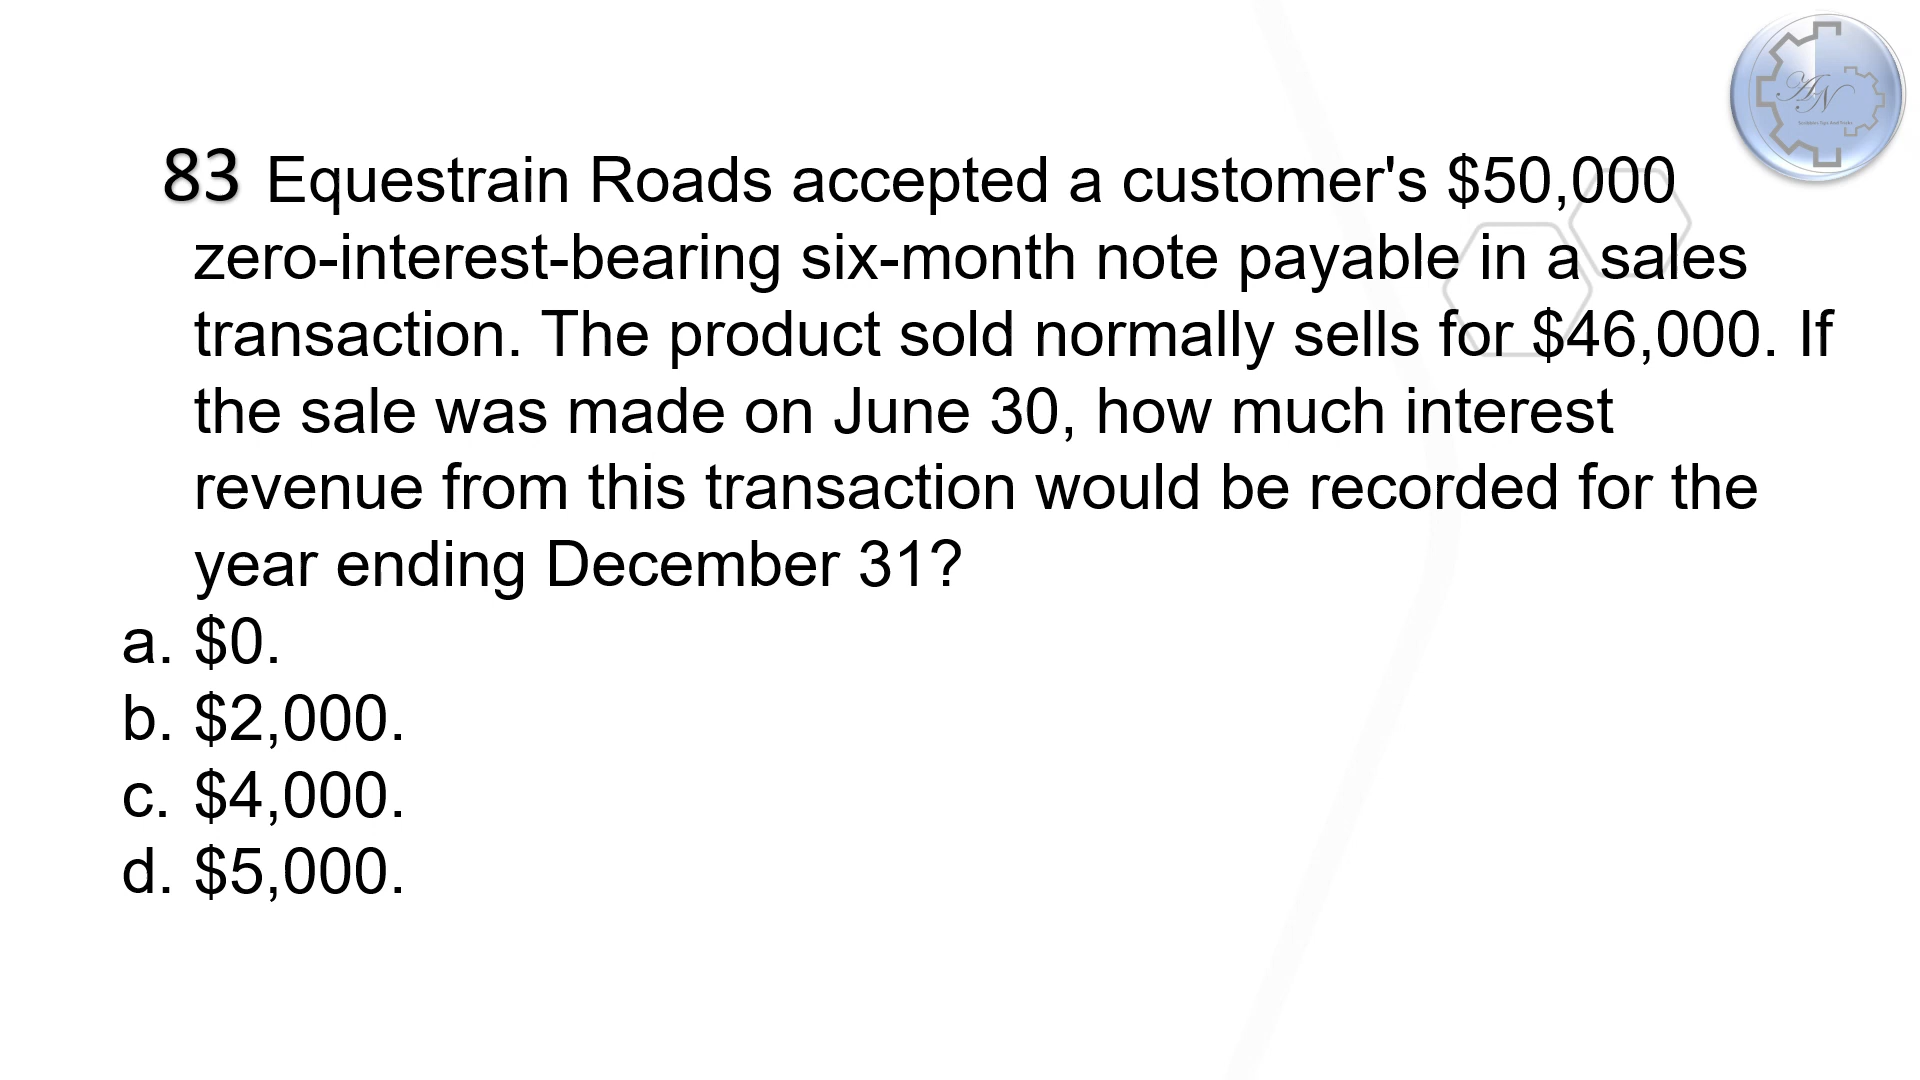 83 Equestrain Roads accepted a customer's $50,000
zero-interest-bearing six-month note payable in a sales
transaction. The product sold normally sells for $46,000. If
the sale was made on June 30, how much interest
revenue from this transaction would be recorded for the
year ending December 31?
a. $0.
b. $2,000.
c. $4,000.
d. $5,000.
AN